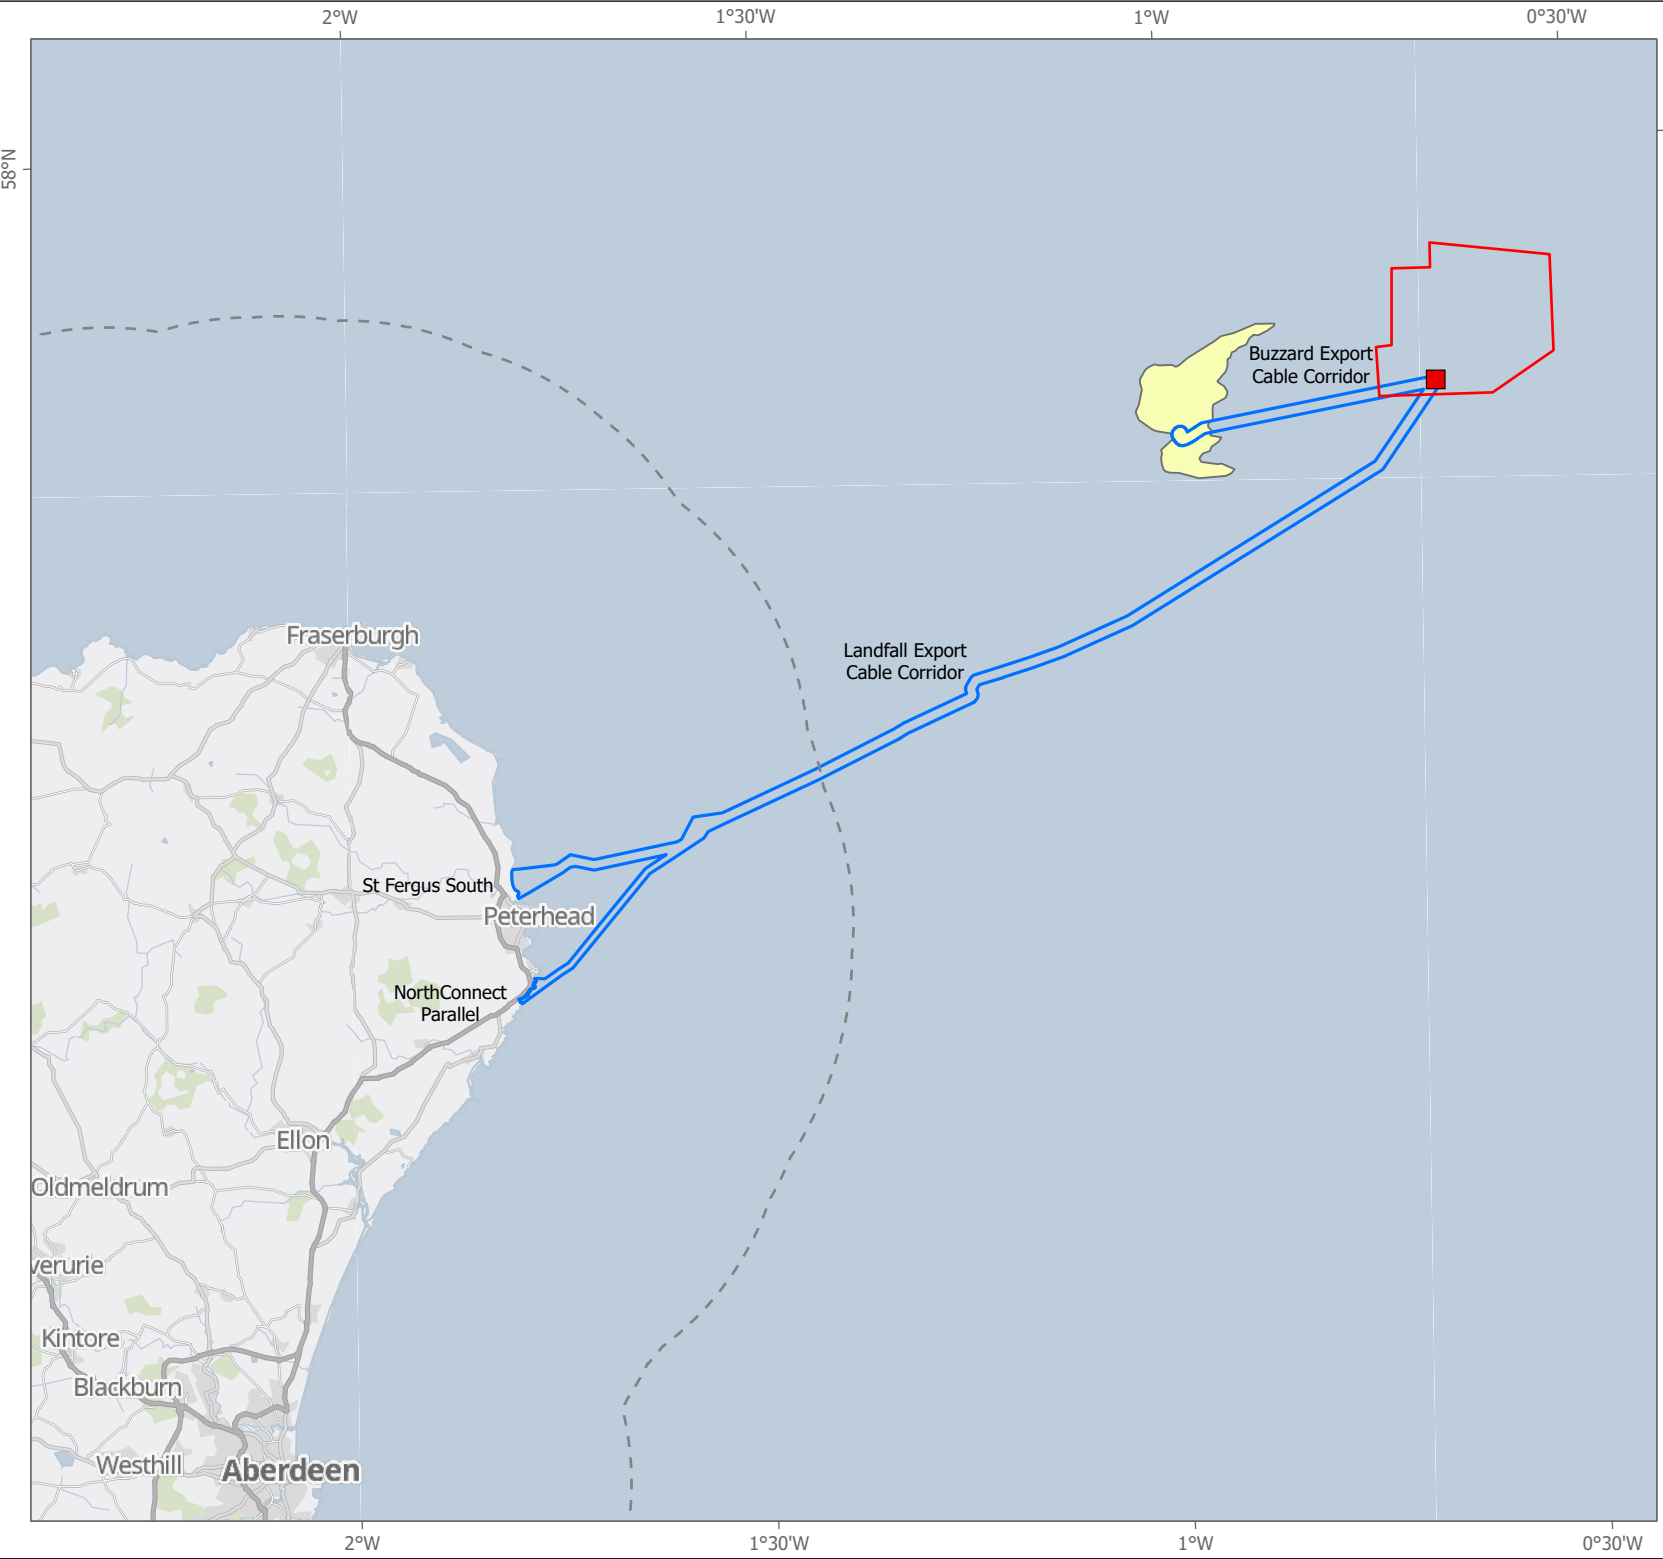 2°W
1°30'W
1°W
0°30'W
58°N
Buzzard Export
Cable Corridor
Fraserburgh
Landfall Export
Cable Corridor
St Fergus South
Peterhead
NorthConnect
Parallel
Ellon
Oldmeldrum
verurie
Kintore
Blackburn
Westhill
Aberdeen
2°W
1°30'W
1°W
0°30'W